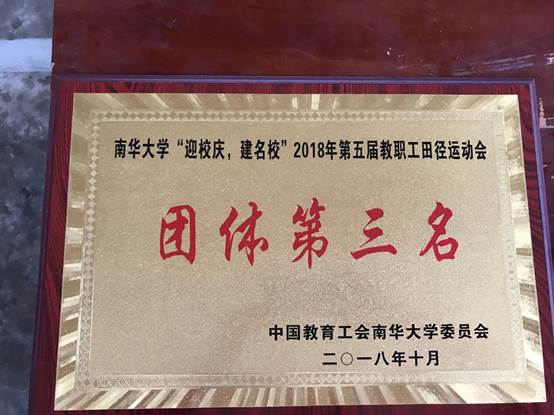 南华大学“迎校庆，建名校”2018年第五届教职工田径运动会
团体第三名
中国教育工会南华大学委员会
二〇一八年十月